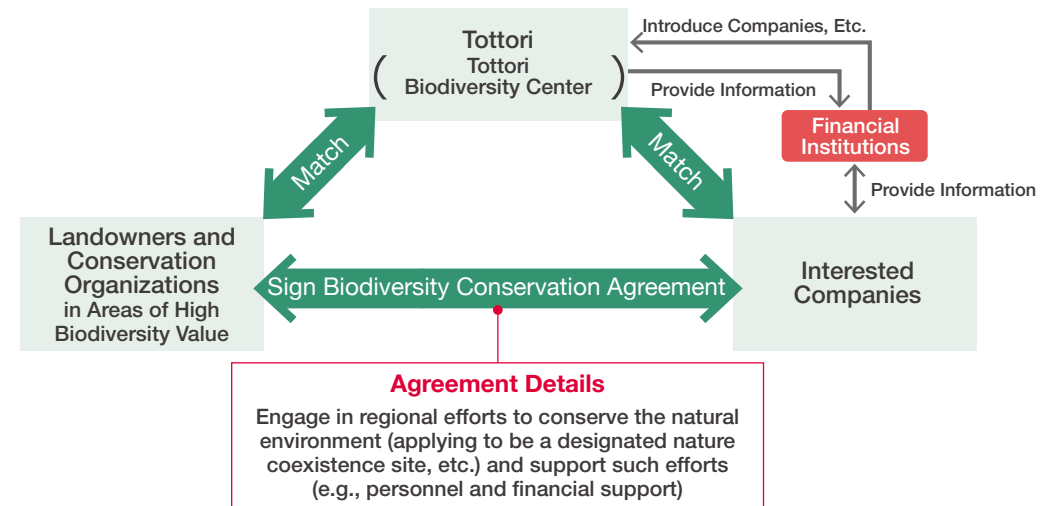 Tottori
( Tottori
Biodiversity Center )
Introduce Companies, Etc.
Provide Information
Financial
Institutions
Provide Information
Match
Match
Landowners and
Conservation
Organizations
in Areas of High
Biodiversity Value
Sign Biodiversity Conservation Agreement
Interested
Companies
Agreement Details
Engage in regional efforts to conserve the natural
environment (applying to be a designated nature
coexistence site, etc.) and support such efforts
(e.g., personnel and financial support)